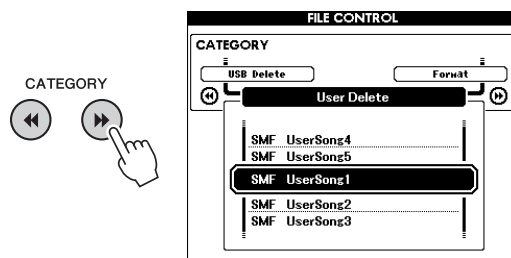 CATEGORY
FILE CONTROL
CATEGORY
USB Delete
Format
User Delete
SMF UserSong4
SMF UserSong5
SMF UserSong1
SMF UserSong2
SMF UserSong3